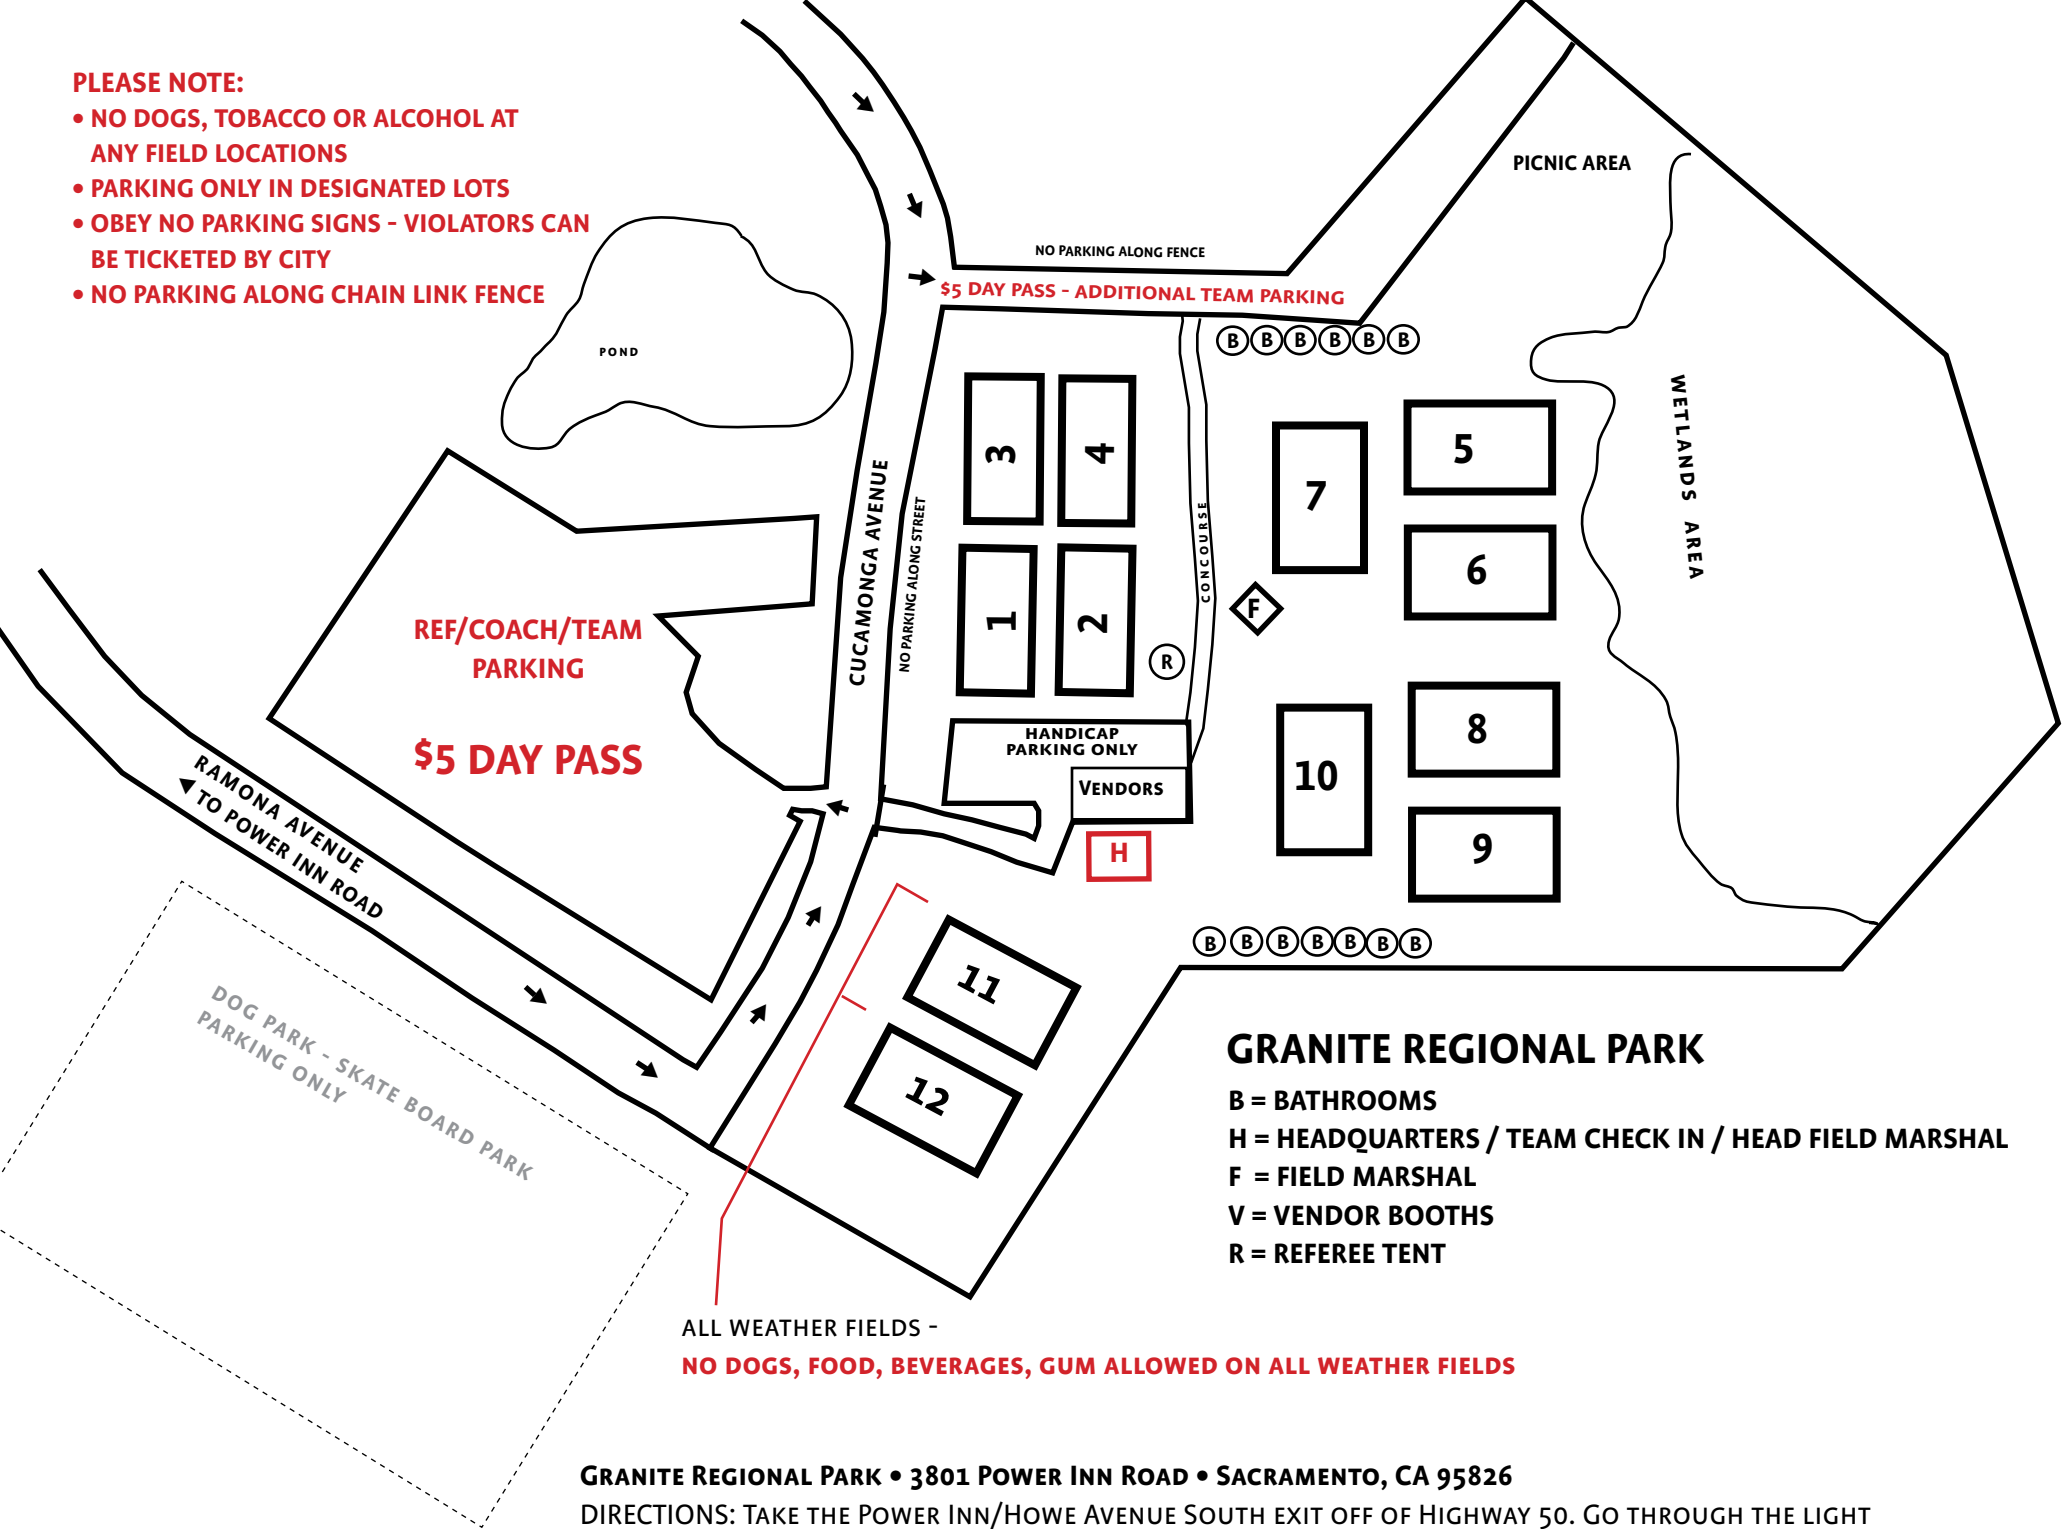 PLEASE NOTE:
• NO DOGS, TOBACCO OR ALCOHOL AT
ANY FIELD LOCATIONS
• PARKING ONLY IN DESIGNATED LOTS
• OBEY NO PARKING SIGNS - VIOLATORS CAN
BE TICKETED BY CITY
• NO PARKING ALONG CHAIN LINK FENCE
PICNIC AREA
NO PARKING ALONG FENCE
$5 DAY PASS - ADDITIONAL TEAM PARKING
POND
B B B B B B
WETLANDS AREA
3
4
7
5
6
CONCOURSE
CUCAMONGA AVENUE
NO PARKING ALONG STREET
1
2
F
R
REF/COACH/TEAM
PARKING
$5 DAY PASS
HANDICAP
PARKING ONLY
VENDORS
H
10
8
9
RAMONA AVENUE
TO POWER INN ROAD
B B B B B B B
11
12
DOG PARK - SKATE BOARD PARK
PARKING ONLY
GRANITE REGIONAL PARK
B = BATHROOMS
H = HEADQUARTERS / TEAM CHECK IN / HEAD FIELD MARSHAL
F = FIELD MARSHAL
V = VENDOR BOOTHS
R = REFEREE TENT
ALL WEATHER FIELDS -
NO DOGS, FOOD, BEVERAGES, GUM ALLOWED ON ALL WEATHER FIELDS
GRANITE REGIONAL PARK • 3801 POWER INN ROAD • SACRAMENTO, CA 95826
DIRECTIONS: TAKE THE POWER INN/HOWE AVENUE SOUTH EXIT OFF OF HIGHWAY 50. GO THROUGH THE LIGHT